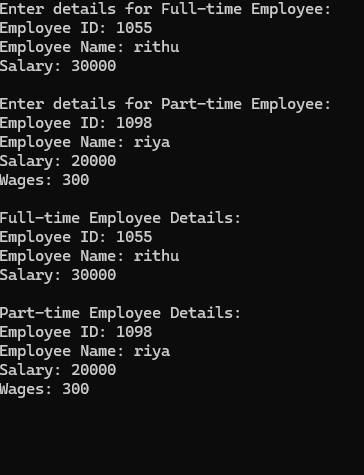 Enter details for Full-time Employee:
Employee ID: 1055
Employee Name: rithu
Salary: 30000
Enter details for Part-time Employee:
Employee ID: 1098
Employee Name: riya
Salary: 20000
Wages: 300
Full-time Employee Details:
Employee ID: 1055
Employee Name: rithu
Salary: 30000
Part-time Employee Details:
Employee ID: 1098
Employee Name: riya
Salary: 20000
Wages: 300